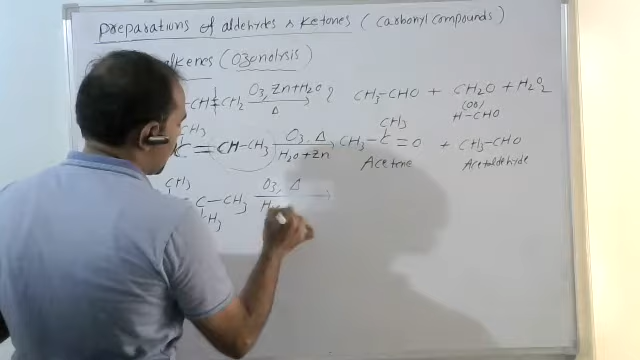 Preparations of aldehydes & Ketones (Carbonyl compounds)
alkenes (Ozonolysis)
CH=CH2 O3, Zn+H2O Δ CH3-CHO + CH2O + H2O2
(or)
H-CHO
CH3 CH3
C=CH-CH3 O3, Δ H2O+Zn CH3-C=O + CH3-CHO
Acetone Acetaldehyde
CH3
C-CH3 O3, Δ